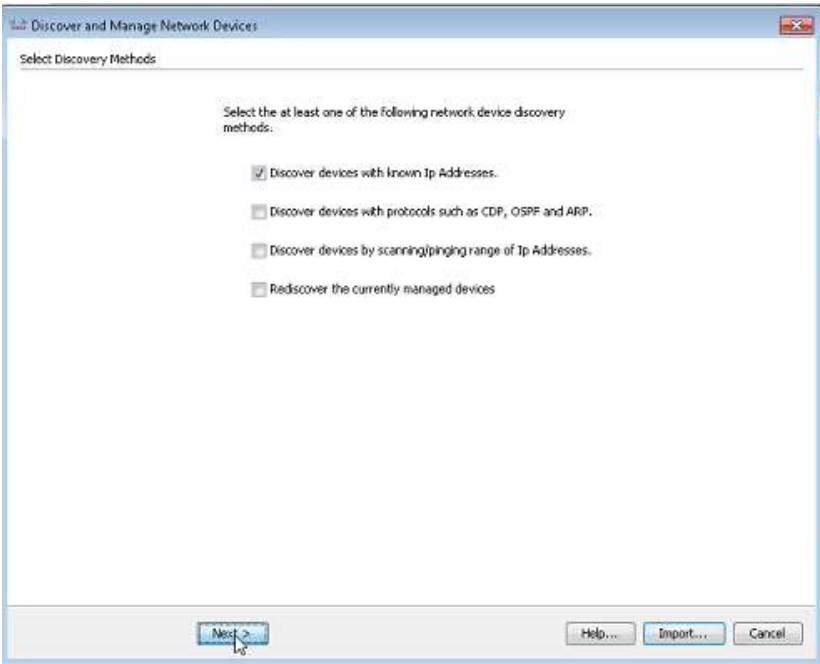 Discover and Manage Network Devices
Select Discovery Methods
Select the at least one of the following network device discovery
methods.
Discover devices with known Ip Addresses.
Discover devices with protocols such as CDP, OSPF and ARP.
Discover devices by scanning/pinging range of Ip Addresses.
Rediscover the currently managed devices
Next >
Help...
Import...
Cancel